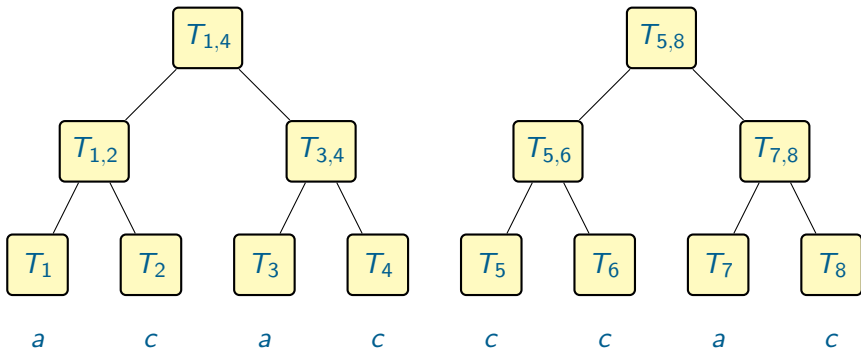 T1,4 T5,8
T1,2 T3,4 T5,6 T7,8
T1 T2 T3 T4 T5 T6 T7 T8
a c a c c c a c